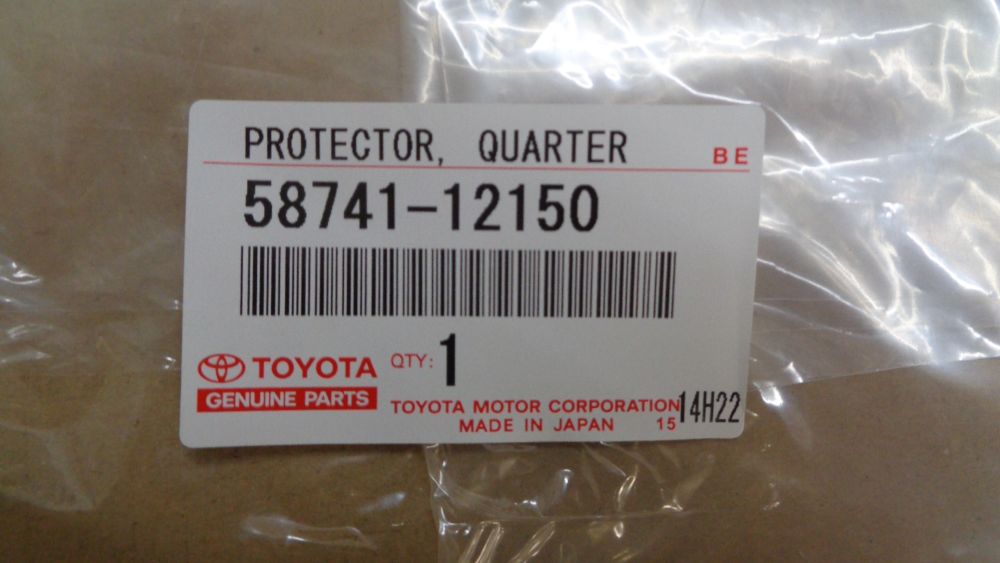 PROTECTOR, QUARTER
BE
58741-12150
TOYOTA
GENUINE PARTS
QTY: 1
TOYOTA MOTOR CORPORATION 14H22
MADE IN JAPAN 15